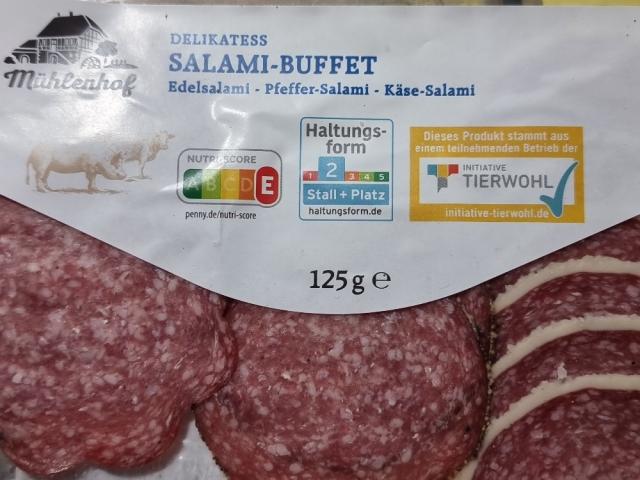 Mühlenhof
DELIKATESS
SALAMI-BUFFET
Edelsalami - Pfeffer-Salami - Käse-Salami
NUTRI-SCORE
A B C D E
penny.de/nutri-score
Haltungs-
form
1 2 3 4 5
Stall + Platz
haltungsform.de
Dieses Produkt stammt aus
einem teilnehmenden Betrieb der
INITIATIVE
TIERWOHL
initiative-tierwohl.de
125 g ℮